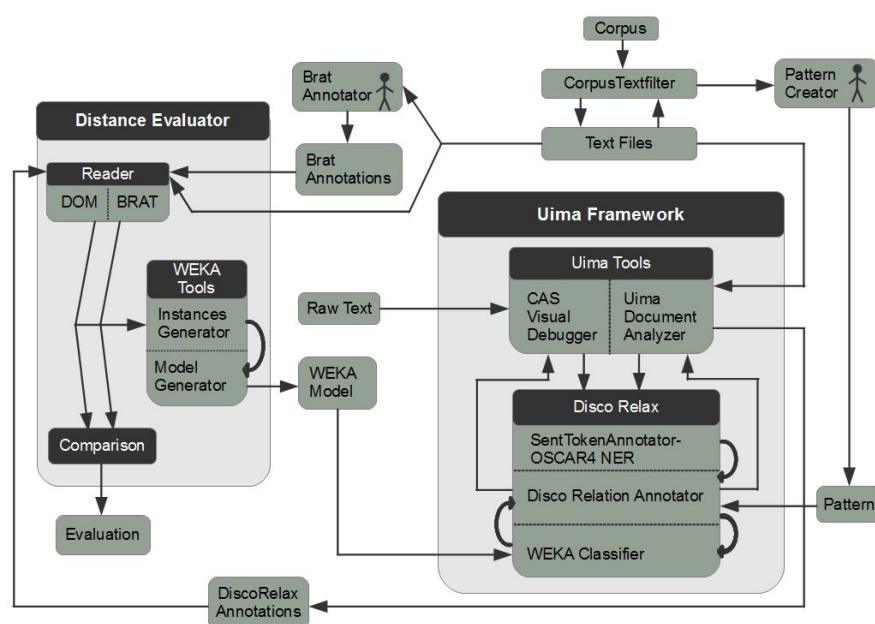 Corpus
CorpusTextfilter
Text Files
Pattern
Creator
Brat
Annotator
Brat
Annotations
Distance Evaluator
Reader
DOM
BRAT
WEKA
Tools
Instances
Generator
Model
Generator
Comparison
Evaluation
Raw Text
WEKA
Model
Uima Framework
Uima Tools
CAS
Visual
Debugger
Uima
Document
Analyzer
Disco Relax
SentTokenAnnotator-
OSCAR4 NER
Disco Relation Annotator
WEKA Classifier
Pattern
DiscoRelax
Annotations